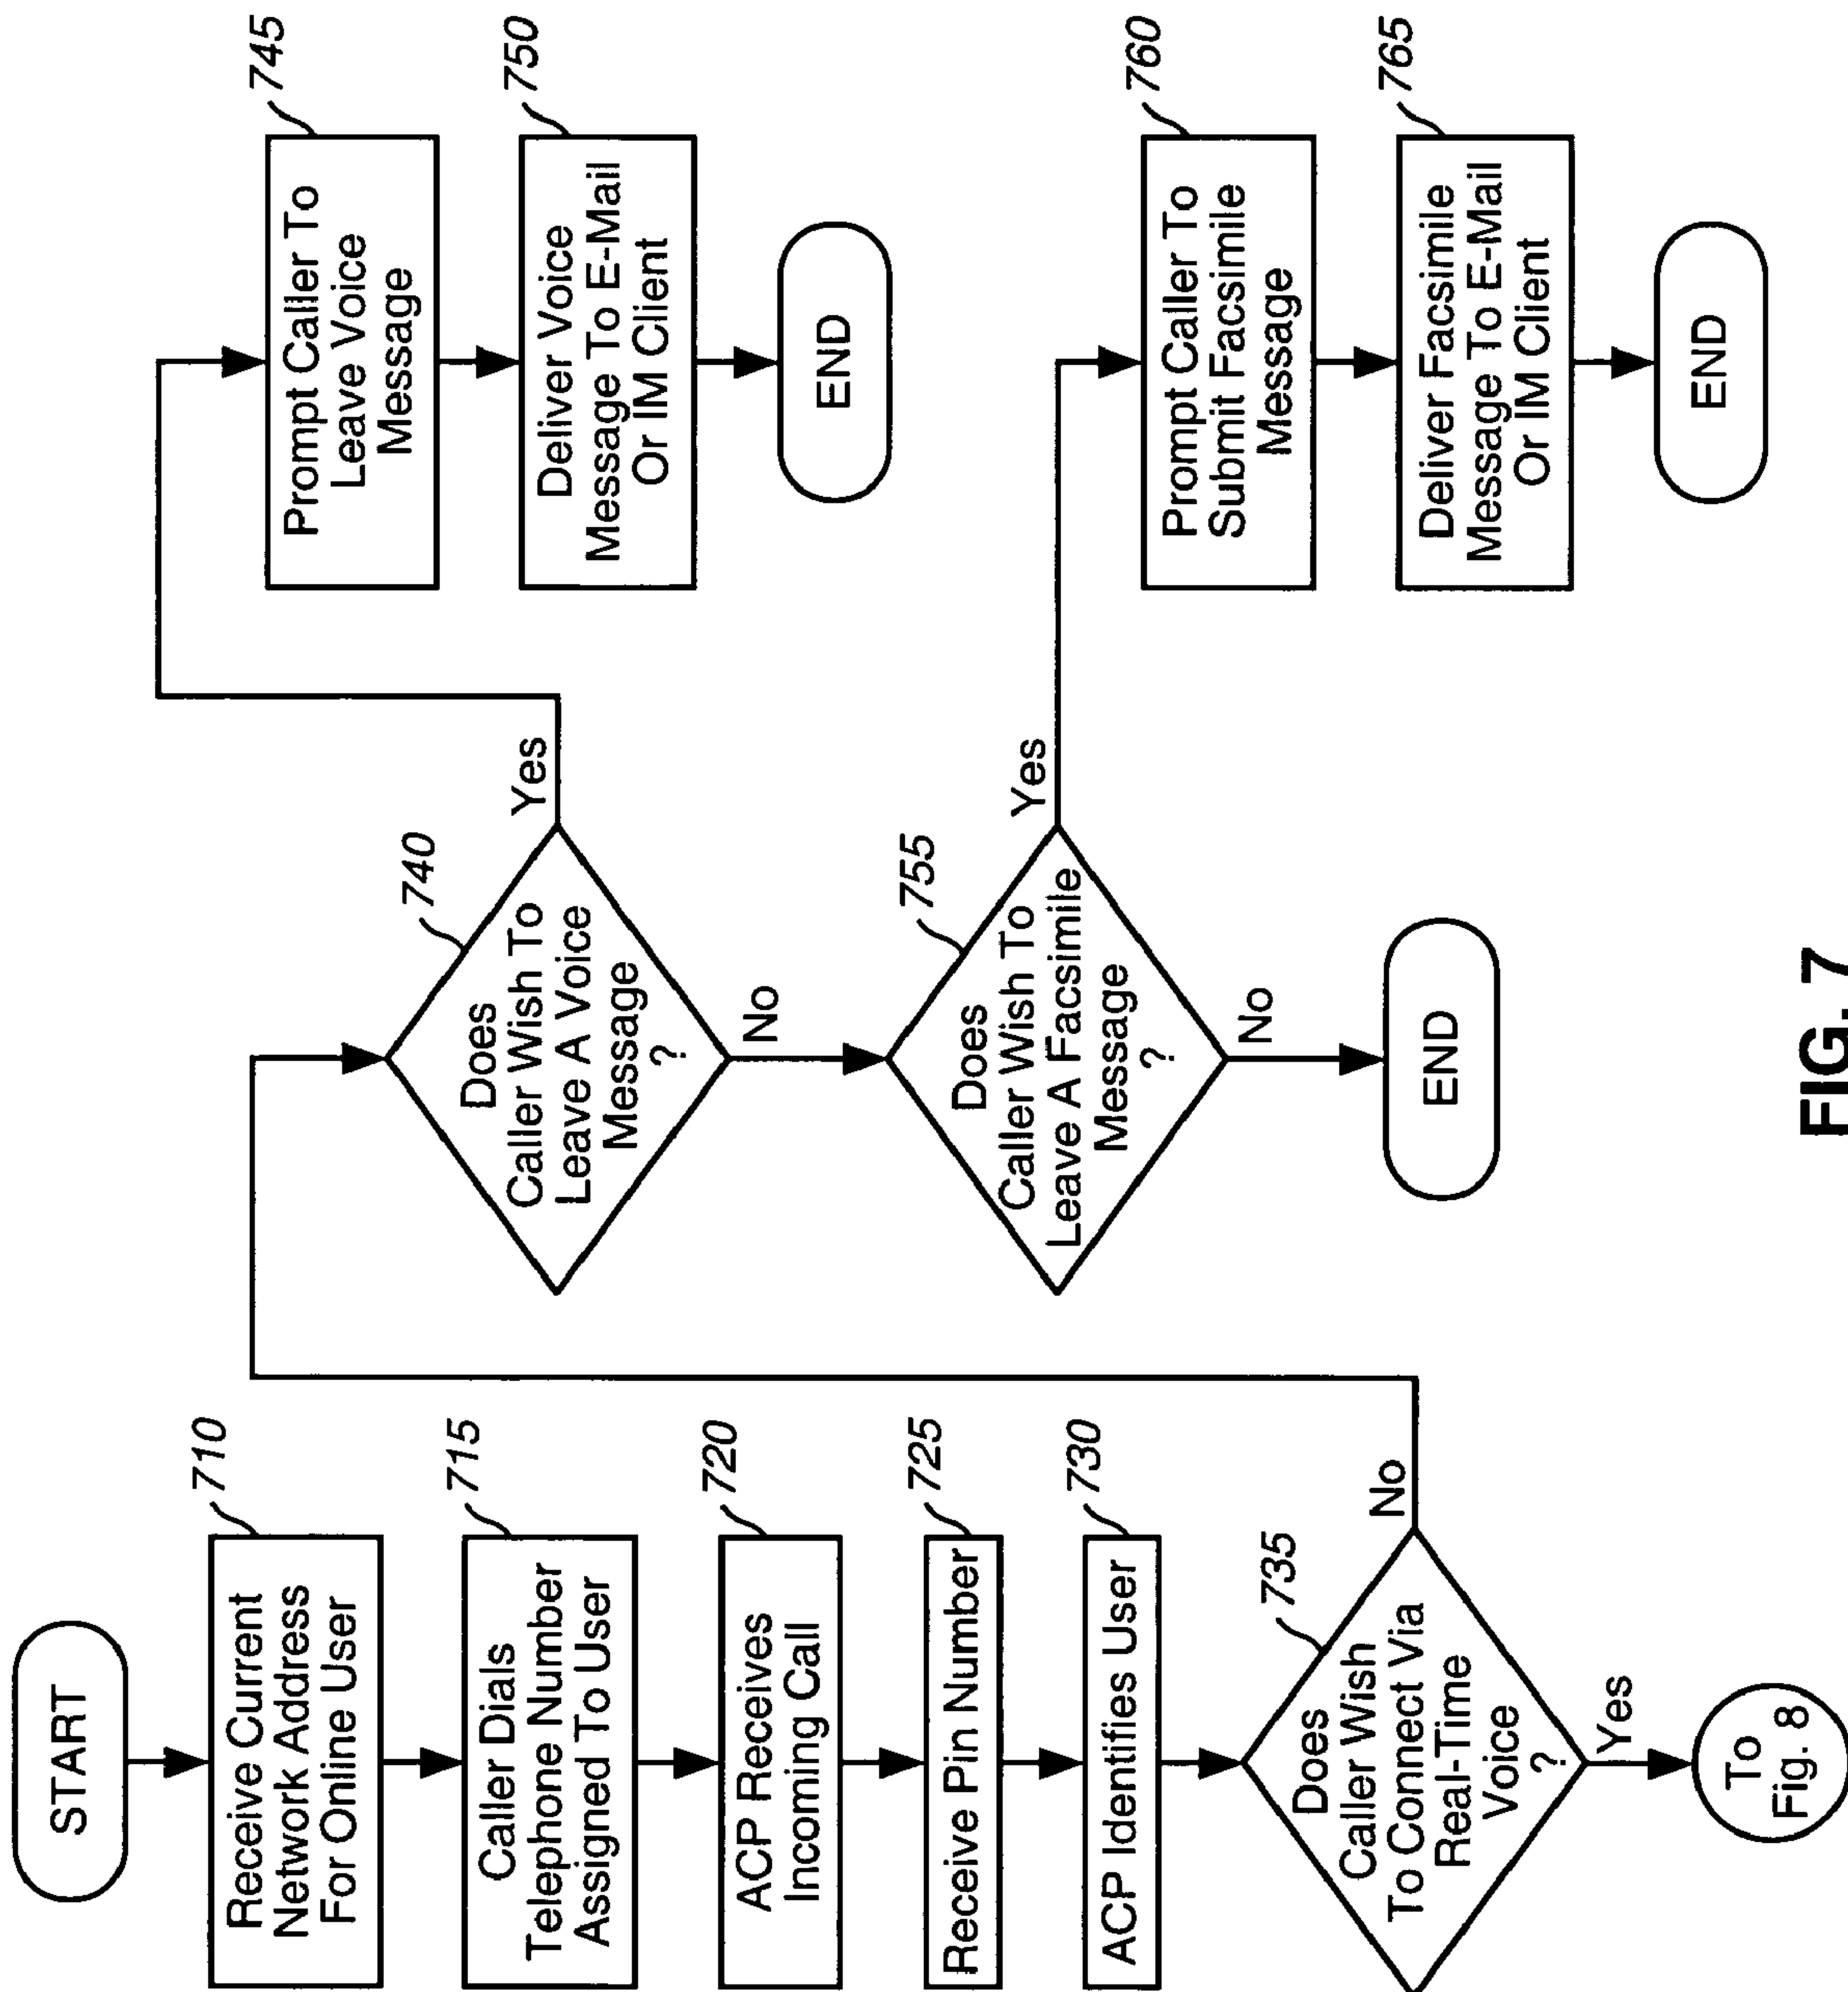 START
710
Receive Current
Network Address
For Online User
715
Caller Dials
Telephone Number
Assigned To User
720
ACP Receives
Incoming Call
725
Receive Pin Number
730
ACP Identifies User
735
Does
Caller Wish
To Connect Via
Real-Time
Voice
?
No
Yes
To
Fig. 8
740
Does
Caller Wish To
Leave A Voice
Message
?
Yes
No
755
Does
Caller Wish To
Leave A Facsimile
Message
?
Yes
No
END
745
Prompt Caller To
Leave Voice
Message
750
Deliver Voice
Message To E-Mail
Or IM Client
END
760
Prompt Caller To
Submit Facsimile
Message
765
Deliver Facsimile
Message To E-Mail
Or IM Client
END
FIG. 7